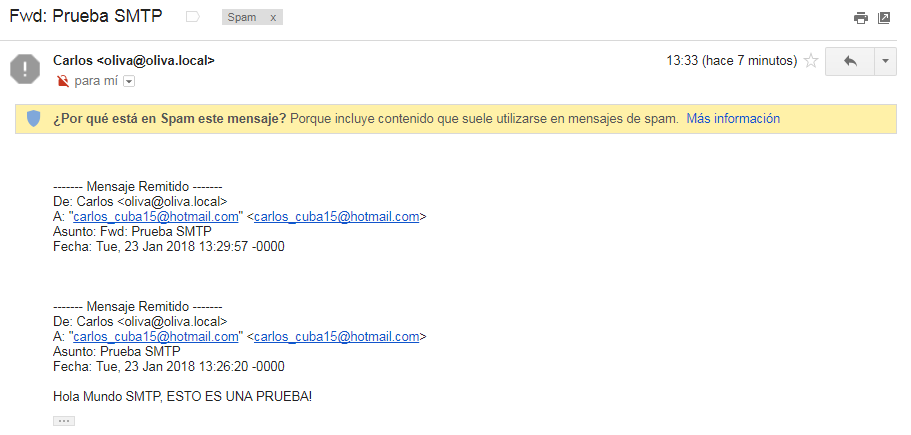 Fwd: Prueba SMTP
Spam x
Carlos <oliva@oliva.local>
13:33 (hace 7 minutos)
para mí
¿Por qué está en Spam este mensaje? Porque incluye contenido que suele utilizarse en mensajes de spam. Más información
------- Mensaje Remitido -------
De: Carlos <oliva@oliva.local>
A: "carlos_cuba15@hotmail.com" <carlos_cuba15@hotmail.com>
Asunto: Fwd: Prueba SMTP
Fecha: Tue, 23 Jan 2018 13:29:57 -0000
------- Mensaje Remitido -------
De: Carlos <oliva@oliva.local>
A: "carlos_cuba15@hotmail.com" <carlos_cuba15@hotmail.com>
Asunto: Prueba SMTP
Fecha: Tue, 23 Jan 2018 13:26:20 -0000
Hola Mundo SMTP, ESTO ES UNA PRUEBA!